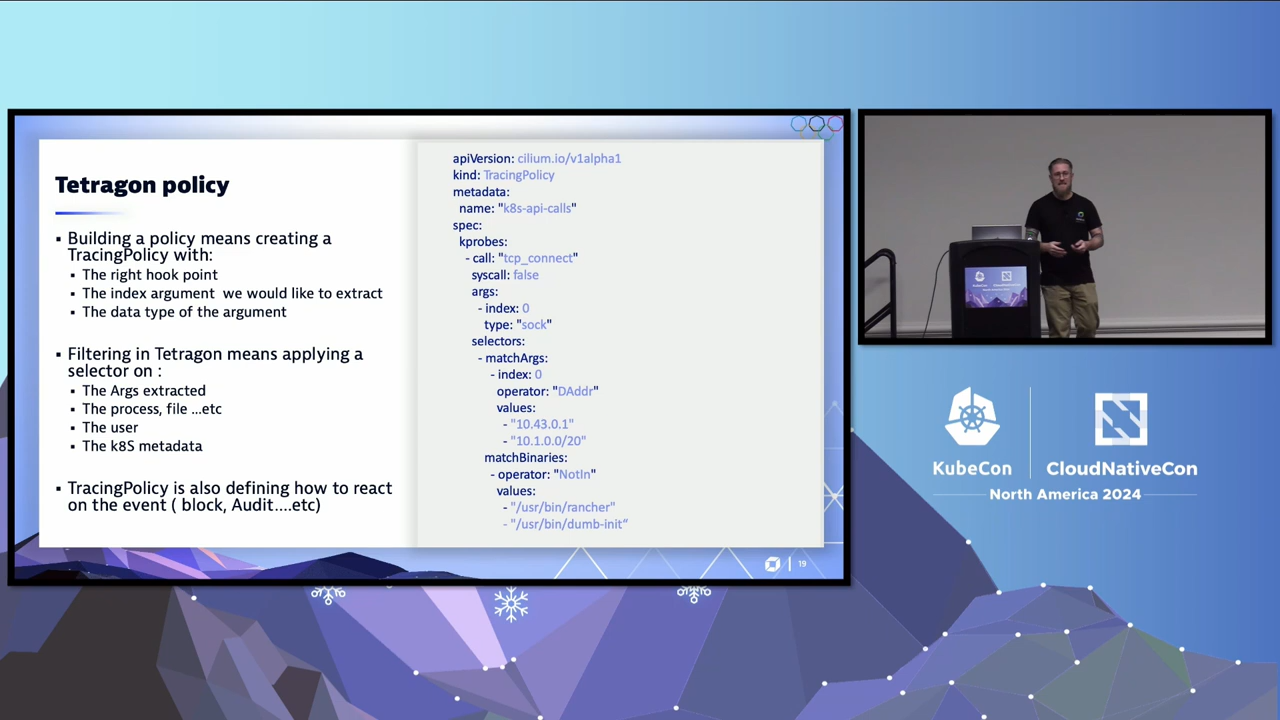 Tetragon policy
▪ Building a policy means creating a
TracingPolicy with:
▪ The right hook point
▪ The index argument  we would like to extract
▪ The data type of the argument
▪ Filtering in Tetragon means applying a
selector on :
▪ The Args extracted
▪ The process, file ...etc
▪ The user
▪ The k8S metadata
▪ TracingPolicy is also defining how to react
on the event ( block, Audit....etc)
apiVersion: cilium.io/v1alpha1
kind: TracingPolicy
metadata:
name: "k8s-api-calls"
spec:
kprobes:
- call: "tcp_connect"
syscall: false
args:
- index: 0
type: "sock"
selectors:
- matchArgs:
- index: 0
operator: "DAddr"
values:
- "10.43.0.1"
- "10.1.0.0/20"
matchBinaries:
- operator: "NotIn"
values:
- "/usr/bin/rancher"
- "/usr/bin/dumb-init“
19
KubeCon
CloudNativeCon
North America 2024